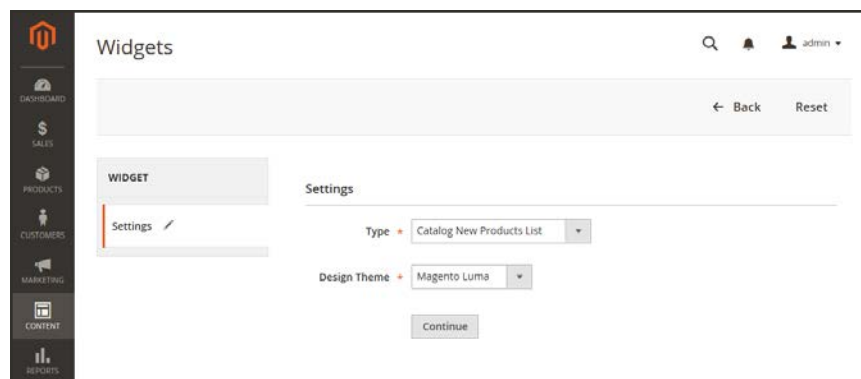 Widgets
admin
DASHBOARD
← Back Reset
SALES
PRODUCTS
WIDGET
Settings
Settings
CUSTOMERS
Type * Catalog New Products List
MARKETING
Design Theme * Magento Luma
CONTENT
Continue
REPORTS